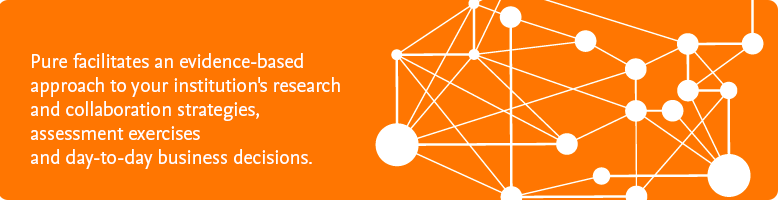 Pure facilitates an evidence-based
approach to your institution's research
and collaboration strategies,
assessment exercises
and day-to-day business decisions.